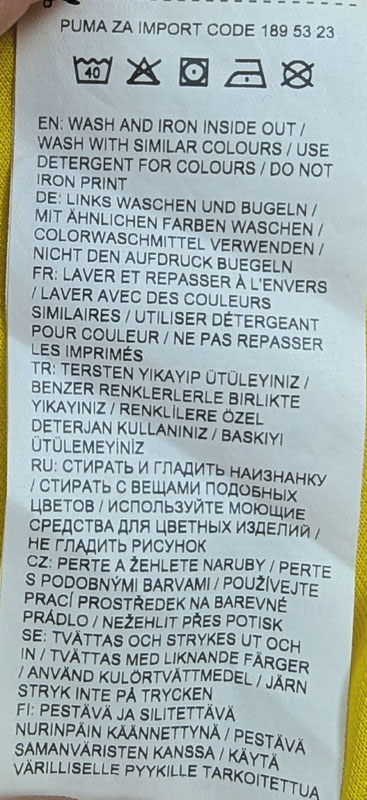 PUMA ZA IMPORT CODE 189 53 23
40
EN: WASH AND IRON INSIDE OUT /
WASH WITH SIMILAR COLOURS / USE
DETERGENT FOR COLOURS / DO NOT
IRON PRINT
DE: LINKS WASCHEN UND BUGELN /
MIT ÄHNLICHEN FARBEN WASCHEN /
COLORWASCHMITTEL VERWENDEN /
NICHT DEN AUFDRUCK BUEGELN
FR: LAVER ET REPASSER À L'ENVERS
/ LAVER AVEC DES COULEURS
SIMILAIRES / UTILISER DÉTERGEANT
POUR COULEUR / NE PAS REPASSER
LES IMPRIMÉS
TR: TERSTEN YIKAYIP ÜTÜLEYINIZ /
BENZER RENKLERLERLE BIRLIKTE
YIKAYINIZ / RENKLİLERE ÖZEL
DETERJAN KULLANINIZ / BASKIYI
ÜTÜLEMEYİNİZ
RU: СТИРАТЬ И ГЛАДИТЬ НАИЗНАНКУ
/ СТИРАТЬ С ВЕЩАМИ ПОДОБНЫХ
ЦВЕТОВ / ИСПОЛЬЗУЙТЕ МОЮЩИЕ
СРЕДСТВА ДЛЯ ЦВЕТНЫХ ИЗДЕЛИЙ /
НЕ ГЛАДИТЬ РИСУНОК
CZ: PERTE A ŽEHLETE NARUBY / PERTE
S PODOBNÝMI BARVAMI / POUŽÍVEJTE
PRACÍ PROSTŘEDEK NA BAREVNÉ
PRÁDLO / NEŽEHLIT PŘES POTISK
SE: TVÄTTAS OCH STRYKES UT OCH
IN / TVÄTTAS MED LIKNANDE FÄRGER
/ ANVÄND KULÖRTVÄTTMEDEL / JÄRN
STRYK INTE PÅ TRYCKEN
FI: PESTÄVÄ JA SILITETTÄVÄ
NURINPÄIN KÄÄNNETTYNÄ / PESTÄVÄ
SAMANVÄRISTEN KANSSA / KÄYTÄ
VÄRILLISELLE PYYKILLE TARKOITETTUA